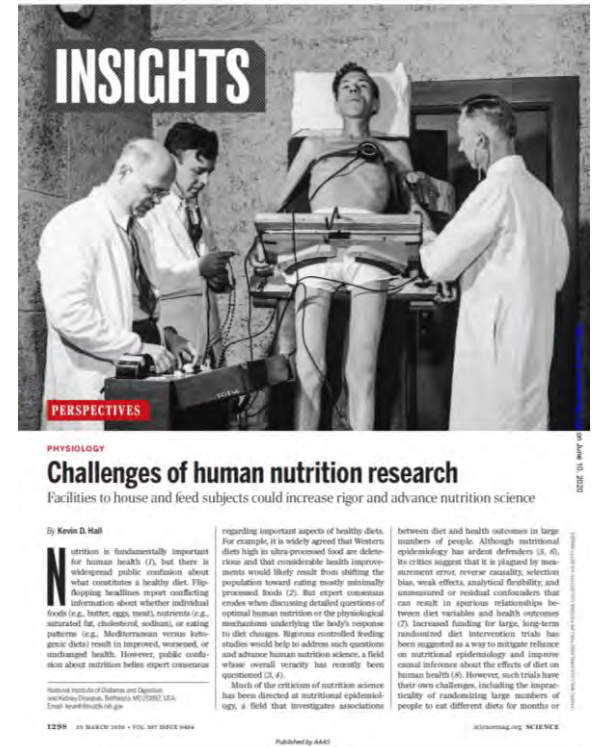 INSIGHTS
PERSPECTIVES
PHYSIOLOGY
Challenges of human nutrition research
Facilities to house and feed subjects could increase rigor and advance nutrition science
By Kevin D. Hall
Nutrition is fundamentally important
for human health (1), but there is
widespread public confusion about
what constitutes a healthy diet. Flip-
flopping headlines report conflicting
information about whether individual
foods (e.g., butter, eggs, meat), nutrients (e.g.,
saturated fat, cholesterol, sodium), or eating
patterns (e.g., Mediterranean versus keto-
genic diets) result in improved, worsened, or
unchanged health. However, public confu-
sion about nutrition belies expert consensus
National Institute of Diabetes and Digestive
and Kidney Diseases, Bethesda, MD 20892, USA.
regarding important aspects of healthy diets.
For example, it is widely agreed that Western
diets high in ultra-processed food are delete-
rious and that considerable health improve-
ments would likely result from shifting the
population toward eating mostly minimally
processed foods (2). But expert consensus
erodes when discussing detailed questions of
optimal human nutrition or the physiological
mechanisms underlying the body's response
to diet changes. Rigorous controlled feeding
studies would help to address such questions
and advance human nutrition science, a field
whose overall veracity has recently been
questioned (3, 4).
Much of the criticism of nutrition science
has been directed at nutritional epidemiol-
ogy, a field that investigates associations
between diet and health outcomes in large
numbers of people. Although nutritional
epidemiology has ardent defenders (5, 6),
its critics suggest that it is plagued by mea-
surement error, reverse causality, selection
bias, weak effects, analytical flexibility, and
unmeasured or residual confounders that
can result in spurious relationships be-
tween diet variables and health outcomes
(7). Increased funding for large, long-term
randomized diet intervention trials has
been suggested as a way to mitigate reliance
on nutritional epidemiology and improve
causal inference about the effects of diet on
human health (8). However, such trials have
their own challenges, including the imprac-
ticality of randomizing large numbers of
people to eat different diets for months or
1298 20 MARCH 2020 • VOL 367 ISSUE 6484
sciencemag.org SCIENCE
Published by AAAS
on June 10, 2020